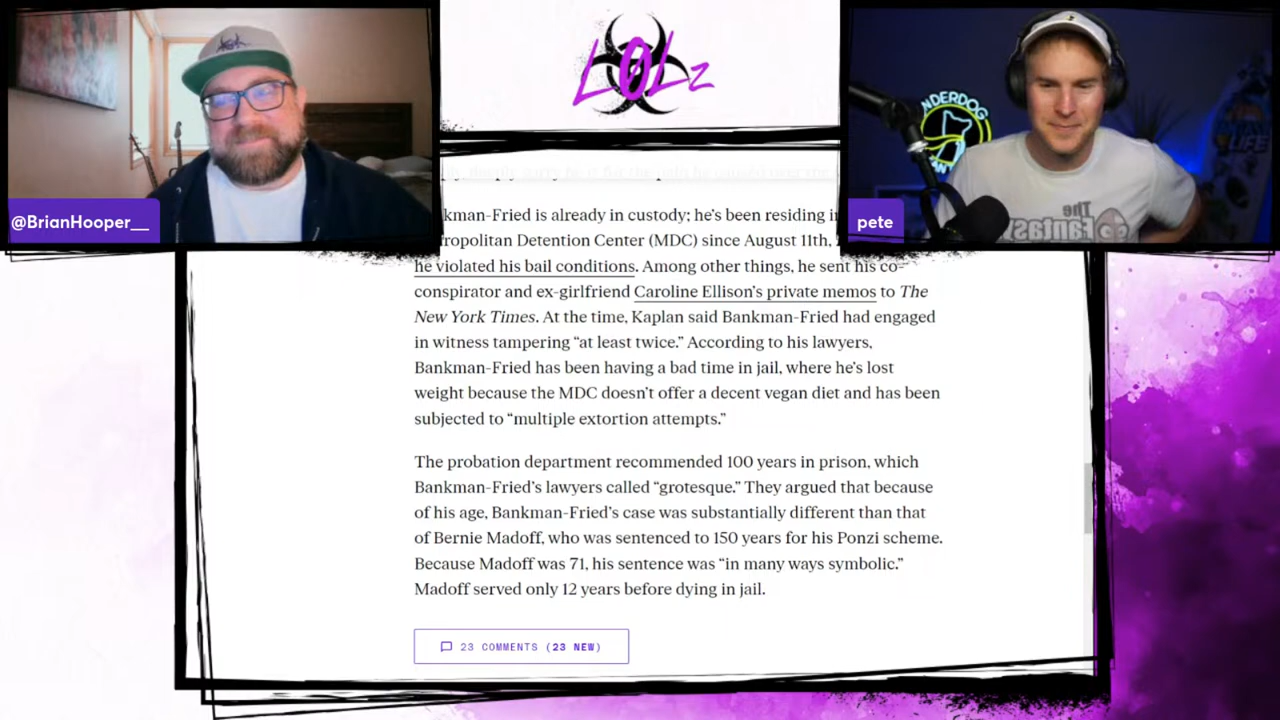 LOLz
@BrianHooper__
pete
NDERDOG
LIFE
The
Fantasy
kman-Fried is already in custody; he's been residing in
ropolitan Detention Center (MDC) since August 11th,
he violated his bail conditions. Among other things, he sent his co-
conspirator and ex-girlfriend Caroline Ellison's private memos to The
New York Times. At the time, Kaplan said Bankman-Fried had engaged
in witness tampering “at least twice.” According to his lawyers,
Bankman-Fried has been having a bad time in jail, where he's lost
weight because the MDC doesn't offer a decent vegan diet and has been
subjected to “multiple extortion attempts.”
The probation department recommended 100 years in prison, which
Bankman-Fried's lawyers called “grotesque.” They argued that because
of his age, Bankman-Fried's case was substantially different than that
of Bernie Madoff, who was sentenced to 150 years for his Ponzi scheme.
Because Madoff was 71, his sentence was “in many ways symbolic.”
Madoff served only 12 years before dying in jail.
23 COMMENTS (23 NEW)